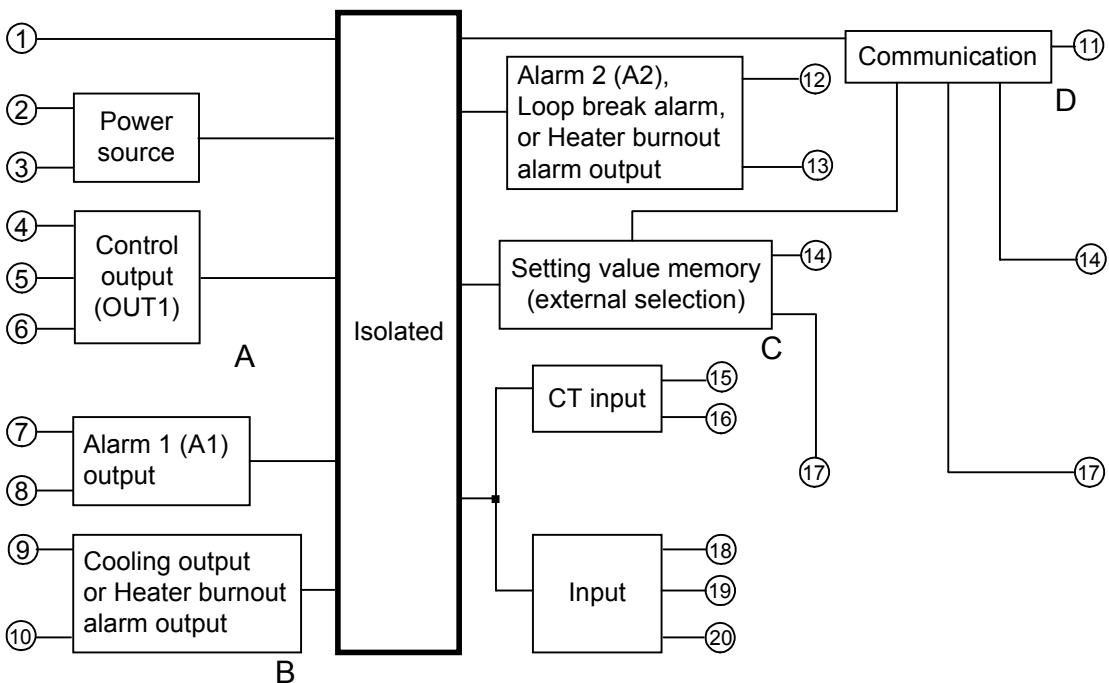 1
2
3
Power
source
4
5
6
Control
output
(OUT1)
A
7
8
Alarm 1 (A1)
output
9
10
Cooling output
or Heater burnout
alarm output
B
Isolated
Alarm 2 (A2),
Loop break alarm,
or Heater burnout
alarm output
12
13
Setting value memory
(external selection)
14
C
17
CT input
15
16
Input
18
19
20
Communication
11
D
14
17